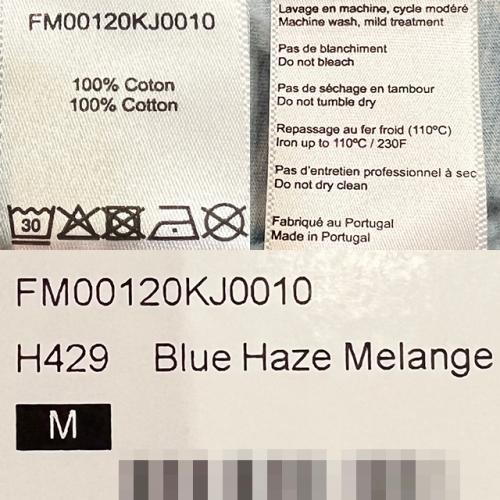 FM00120KJ0010
100% Coton
100% Cotton
30
Lavage en machine, cycle modéré
Machine wash, mild treatment
Pas de blanchiment
Do not bleach
Pas de séchage en tambour
Do not tumble dry
Repassage au fer froid (110ºC)
Iron up to 110ºC / 230F
Pas d'entretien professionnel à sec
Do not dry clean
Fabriqué au Portugal
Made in Portugal
FM00120KJ0010
H429 Blue Haze Melange
M